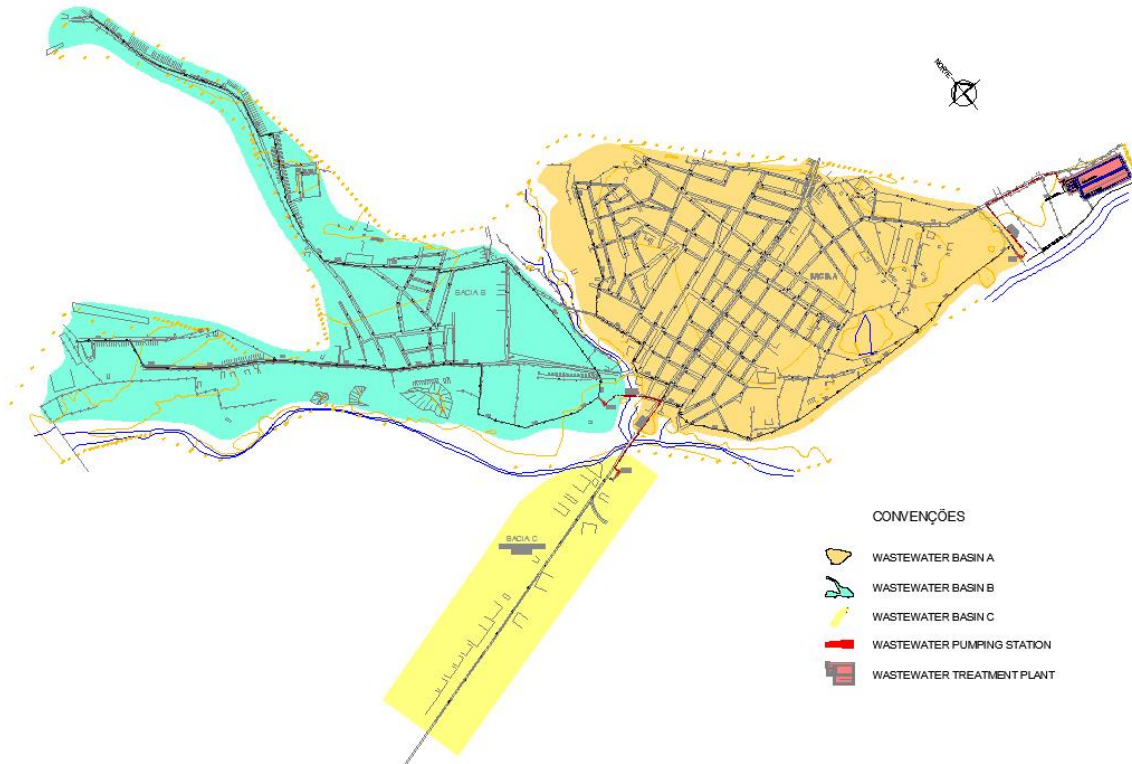 NORTE
BACIA A
BACIA B
BACIA C
CONVENÇÕES
WASTEWATER BASIN A
WASTEWATER BASIN B
WASTEWATER BASIN C
WASTEWATER PUMPING STATION
WASTEWATER TREATMENT PLANT